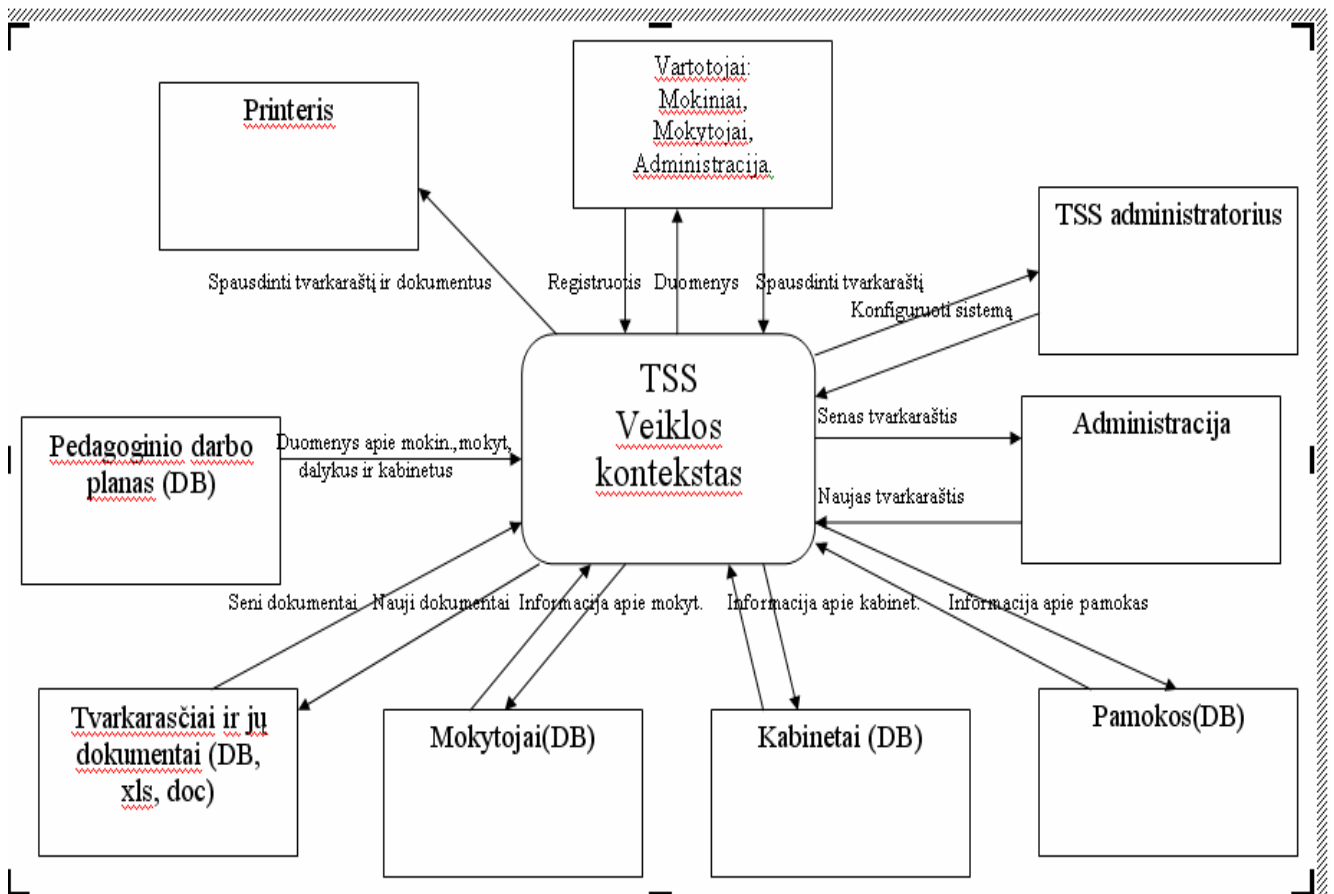 Vartotojai:
Mokiniai,
Mokytojai,
Administracija.
Printeris
TSS administratorius
Spausdinti tvarkaraštį ir dokumentus
Registruotis
Duomenys
Spausdinti tvarkaraštį
Konfiguruoti sistemą
TSS
Veiklos
kontekstas
Senas tvarkaraštis
Administracija
Naujas tvarkaraštis
Pedagoginio darbo
planas (DB)
Duomenys apie mokin.,mokyt,
dalykus ir kabinetus
Seni dokumentai
Nauji dokumentai
Informacija apie mokyt.
Informacija apie kabinet.
Informacija apie pamokas
Tvarkarasčiai ir jų
dokumentai (DB,
xls, doc)
Mokytojai(DB)
Kabinetai (DB)
Pamokos(DB)